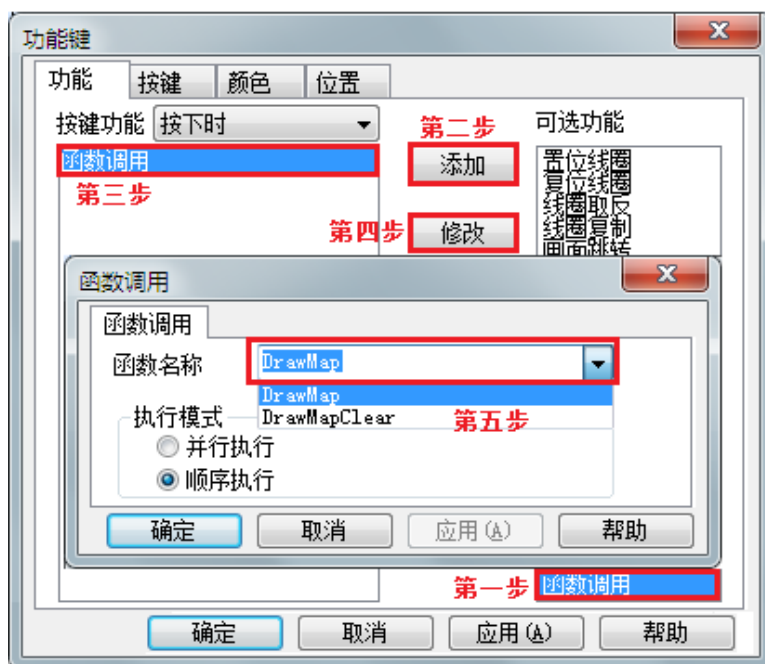 功能键
功能 按键 颜色 位置
按键功能 按下时 第二步 可选功能
函数调用 添加 置位线圈
第三步 复位线圈
线圈取反
第四步 修改 线圈复制
画面跳转
函数调用
函数调用
函数名称 DrawMap
DrawMap
执行模式 DrawMapClear 第五步
并行执行
顺序执行
确定 取消 应用(A) 帮助
第一步 函数调用
确定 取消 应用(A) 帮助